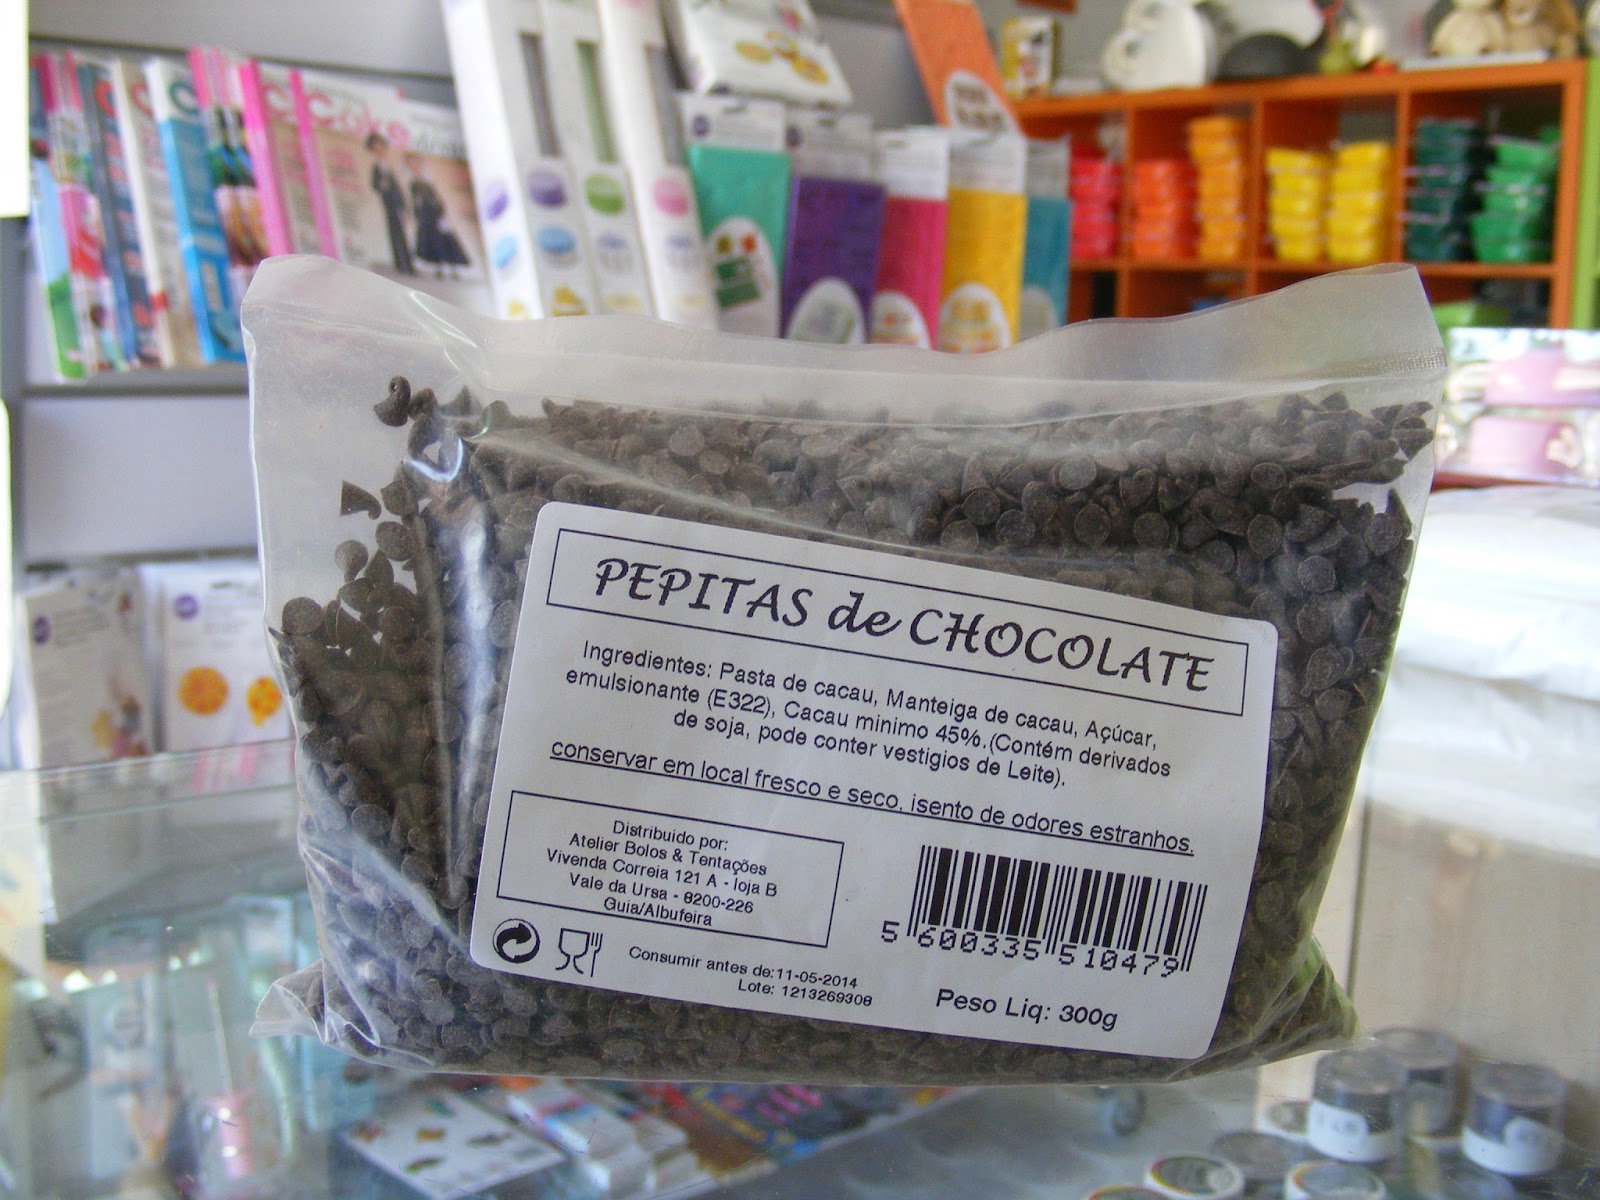 PEPITAS de CHOCOLATE
Ingredientes: Pasta de cacau, Manteiga de cacau, Açúcar,
emulsionante (E322), Cacau minimo 45%.(Contém derivados
de soja, pode conter vestigios de Leite).
conservar em local fresco e seco, isento de odores estranhos.
Distribuido por:
Atelier Bolos & Tentações
Vivenda Correia 121 A - loja B
Vale da Ursa - 8200-226
Guia/Albufeira
Consumir antes de:11-05-2014
Lote: 1213269308
5 600335 510479
Peso Liq: 300g